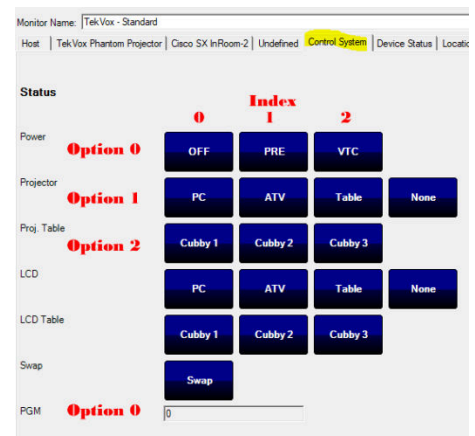 Monitor Name: TekVox - Standard
Host TekVox Phantom Projector Cisco SX InRoom-2 Undefined Control System Device Status Locatio
Status
Index
0 1 2
Power
Option 0 OFF PRE VTC
Projector
Option 1 PC ATV Table None
Proj. Table
Option 2 Cubby 1 Cubby 2 Cubby 3
LCD
PC ATV Table None
LCD Table
Cubby 1 Cubby 2 Cubby 3
Swap
Swap
PGM Option 0 0